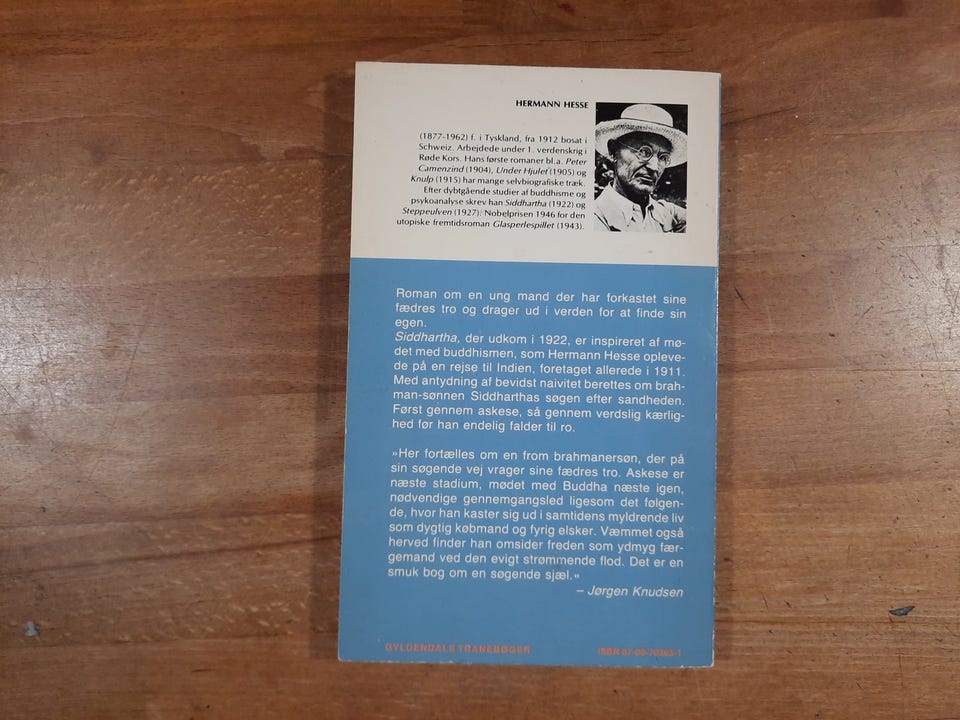 HERMANN HESSE
(1877-1962) f. i Tyskland, fra 1912 bosat i
Schweiz. Arbejdede under 1. verdenskrig i
Røde Kors. Hans første romaner bl.a. Peter
Camenzind (1904), Under Hjulet (1905) og
Knulp (1915) har mange selvbiografiske træk.
Efter dybtgående studier af buddhisme og
psykoanalyse skrev han Siddhartha (1922) og
Steppeulven (1927). Nobelprisen 1946 for den
utopiske fremtidsroman Glasperlespillet (1943).
Roman om en ung mand der har forkastet sine
fædres tro og drager ud i verden for at finde sin
egen.
Siddhartha, der udkom i 1922, er inspireret af mø-
det med buddhismen, som Hermann Hesse opleve-
de på en rejse til Indien, foretaget allerede i 1911.
Med antydning af bevidst naivitet berettes om brah-
man-sønnen Siddharthas søgen efter sandheden.
Først gennem askese, så gennem verdslig kærlig-
hed før han endelig falder til ro.
»Her fortælles om en from brahmanersøn, der på
sin søgende vej vrager sine fædres tro. Askese er
næste stadium, mødet med Buddha næste igen,
nødvendige gennemgangsled ligesom det følgen-
de, hvor han kaster sig ud i samtidens myldrende liv
som dygtig købmand og fyrig elsker. Væmmet også
herved finder han omsider freden som ydmyg fær-
gemand ved den evigt strømmende flod. Det er en
smuk bog om en søgende sjæl.«
– Jørgen Knudsen
GYLDENDALS TRANEBØGER
ISBN